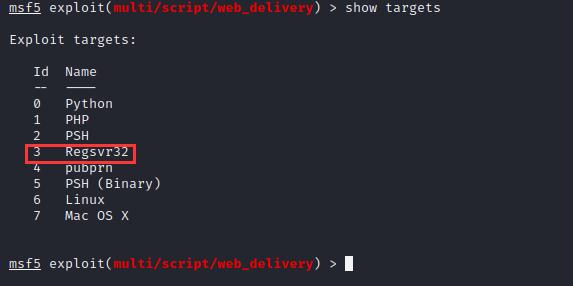 msf5 exploit(multi/script/web_delivery) > show targets
Exploit targets:
Id Name
-- ----
0 Python
1 PHP
2 PSH
3 Regsvr32
4 pubprn
5 PSH (Binary)
6 Linux
7 Mac OS X
msf5 exploit(multi/script/web_delivery) >